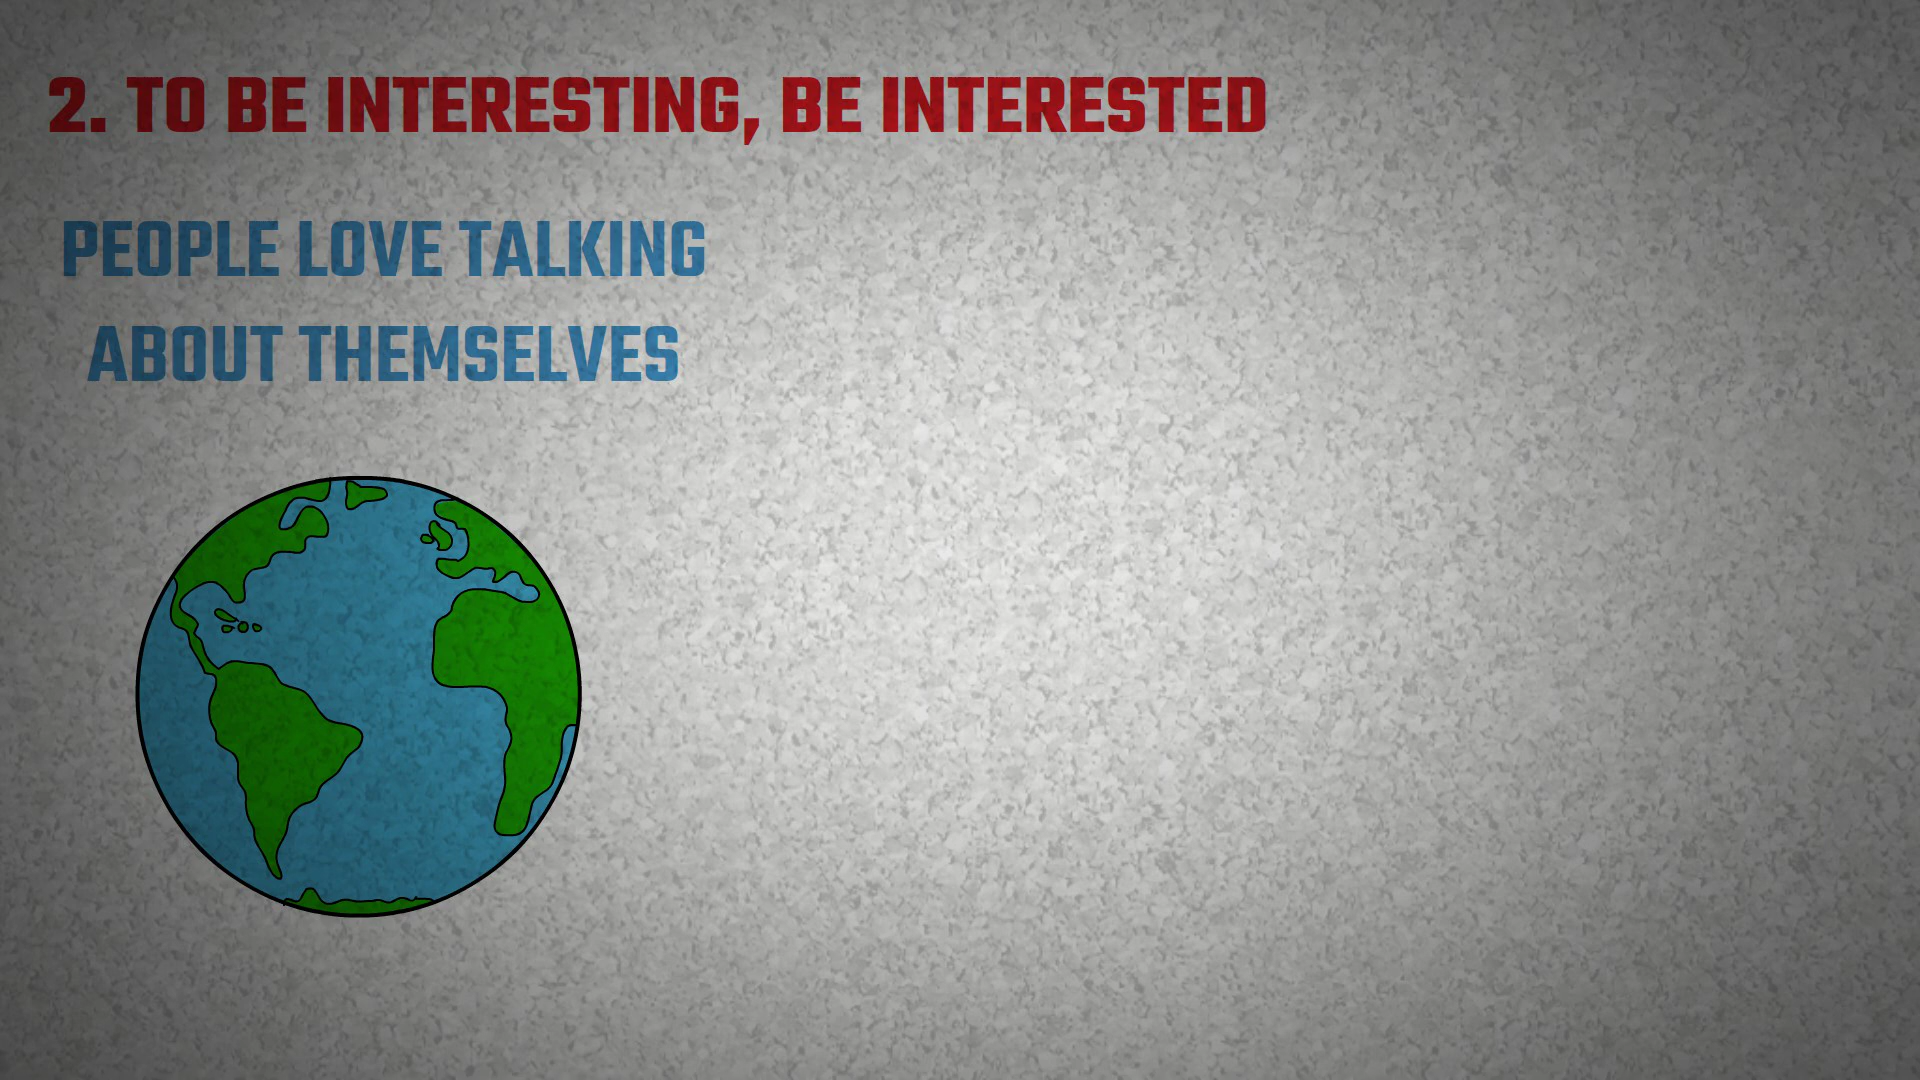 2. TO BE INTERESTING, BE INTERESTED
PEOPLE LOVE TALKING
ABOUT THEMSELVES